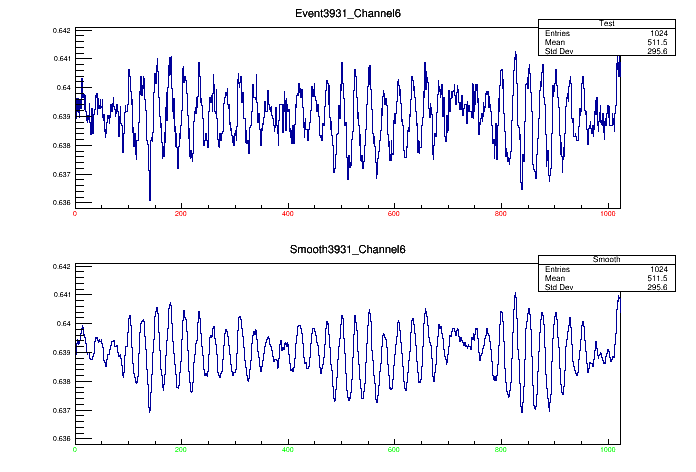 Event3931_Channel6
Test
Entries 1024
Mean 511.5
Std Dev 295.6
0.642
0.641
0.64
0.639
0.638
0.637
0.636
0 200 400 600 800 1000
Smooth3931_Channel6
Smooth
Entries 1024
Mean 511.5
Std Dev 295.6
0.642
0.641
0.64
0.639
0.638
0.637
0.636
0 200 400 600 800 1000